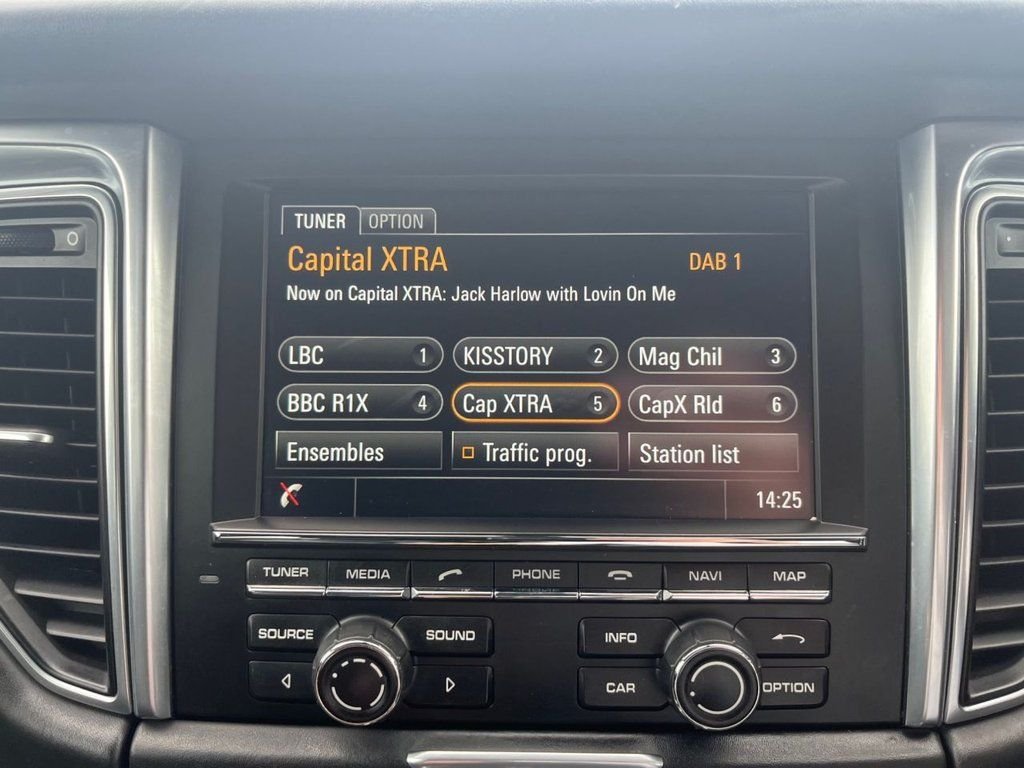 TUNER OPTION
Capital XTRA DAB 1
Now on Capital XTRA: Jack Harlow with Lovin On Me
LBC 1 KISSTORY 2 Mag Chil 3
BBC R1X 4 Cap XTRA 5 CapX Rld 6
Ensembles Traffic prog. Station list
14:25
TUNER MEDIA PHONE NAVI MAP
SOURCE SOUND INFO
CAR OPTION